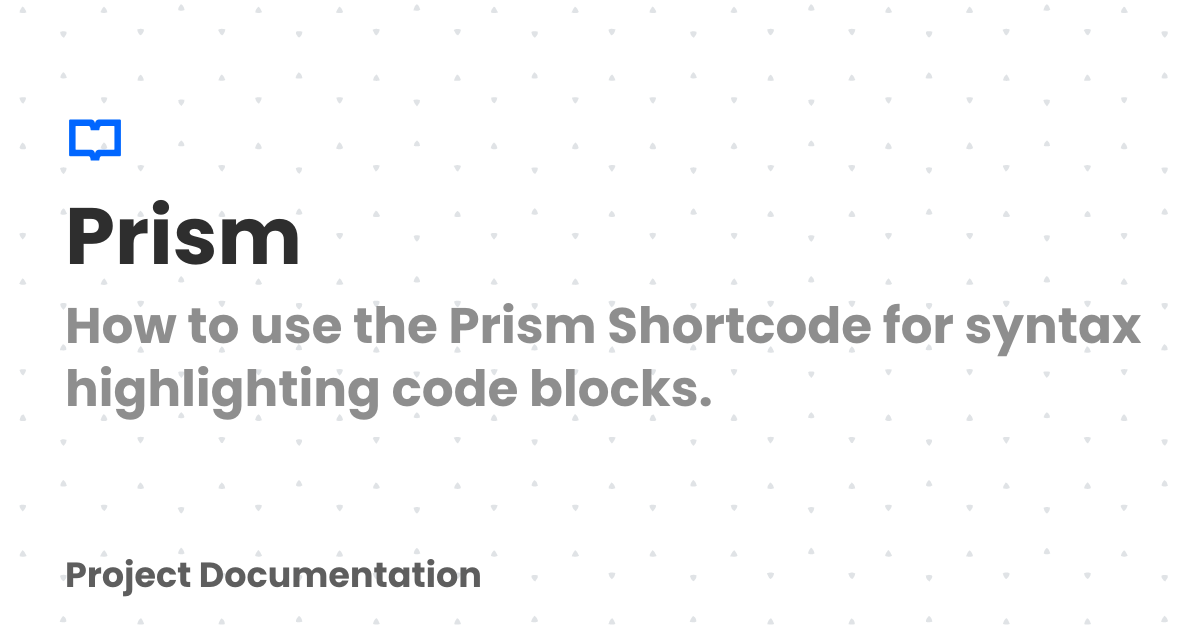 Prism
How to use the Prism Shortcode for syntax
highlighting code blocks.
Project Documentation